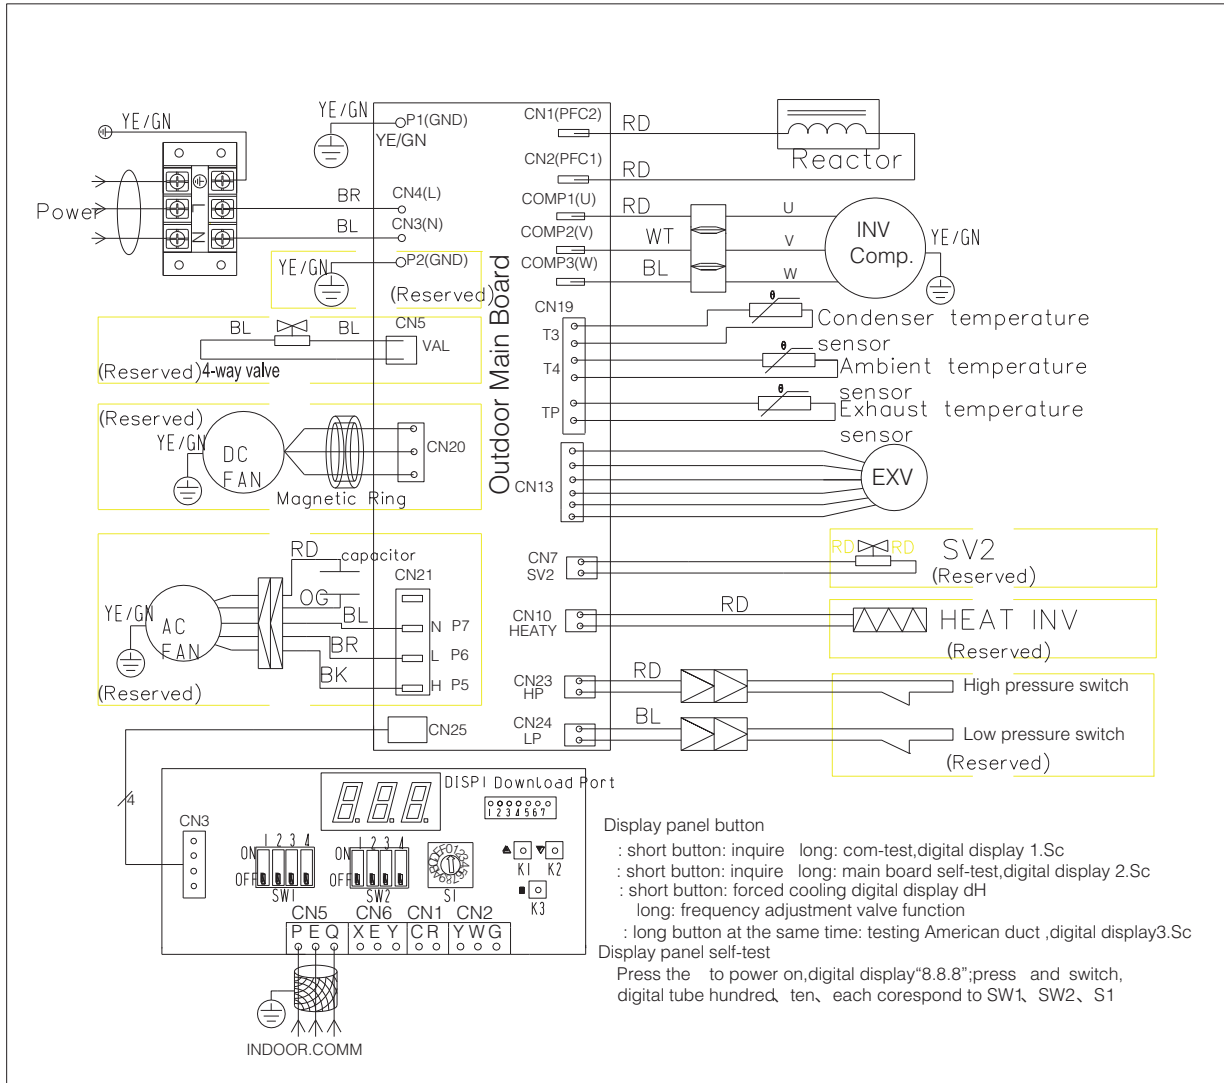 YE/GN
Power
L
N
YE/GN
P1(GND)
YE/GN
BR
CN4(L)
BL
CN3(N)
YE/GN
P2(GND)
(Reserved)
BL
BL
CN5
VAL
(Reserved)
4-way valve
(Reserved)
YE/GN
DC
FAN
Magnetic Ring
CN20
RD
capacitor
OG
CN21
YE/GN
AC
FAN
BL
N P7
BR
L P6
BK
H P5
(Reserved)
CN25
Outdoor Main Board
CN1(PFC2)
RD
Reactor
CN2(PFC1)
RD
COMP1(U)
RD
U
COMP2(V)
WT
V
COMP3(W)
BL
W
INV
Comp.
YE/GN
CN19
T3
θ
Condenser temperature
sensor
T4
θ
Ambient temperature
sensor
TP
θ
Exhaust temperature
sensor
CN13
EXV
CN7
SV2
RD
RD
SV2
(Reserved)
CN10
HEATY
RD
HEAT INV
(Reserved)
CN23
HP
RD
High pressure switch
CN24
LP
BL
Low pressure switch
(Reserved)
4
CN3
8.8.8.
DISP1 Download Port
1 2 3 4 5 6 7
1 2 3 4
ON
OFF
SW1
1 2 3 4
ON
OFF
SW2
0123456789ABCDEF
S1
K1
K2
K3
CN5
P E Q
CN6
X E Y
CN1
C R
CN2
Y W G
INDOOR.COMM
Display panel button
: short button: inquire long: com-test,digital display 1.Sc
: short button: inquire long: main board self-test,digital display 2.Sc
: short button: forced cooling digital display dH
long: frequency adjustment valve function
: long button at the same time: testing American duct ,digital display3.Sc
Display panel self-test
Press the to power on,digital display“8.8.8”;press and switch,
digital tube hundred、ten、each corespond to SW1、SW2、S1